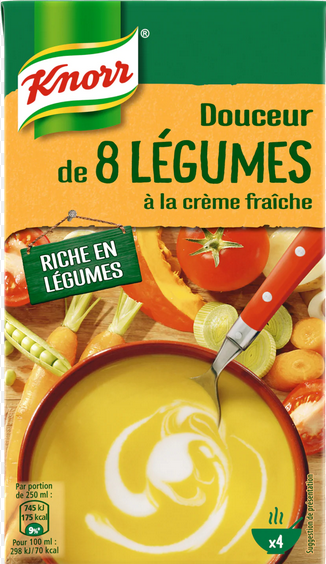 Knorr®
Douceur
de 8 LÉGUMES
à la crème fraîche
RICHE EN
LÉGUMES
Par portion
de 250 ml :
745 kJ
175 kcal
9%*
Pour 100 ml :
298 kJ/70 kcal
x4
Suggestion de présentation